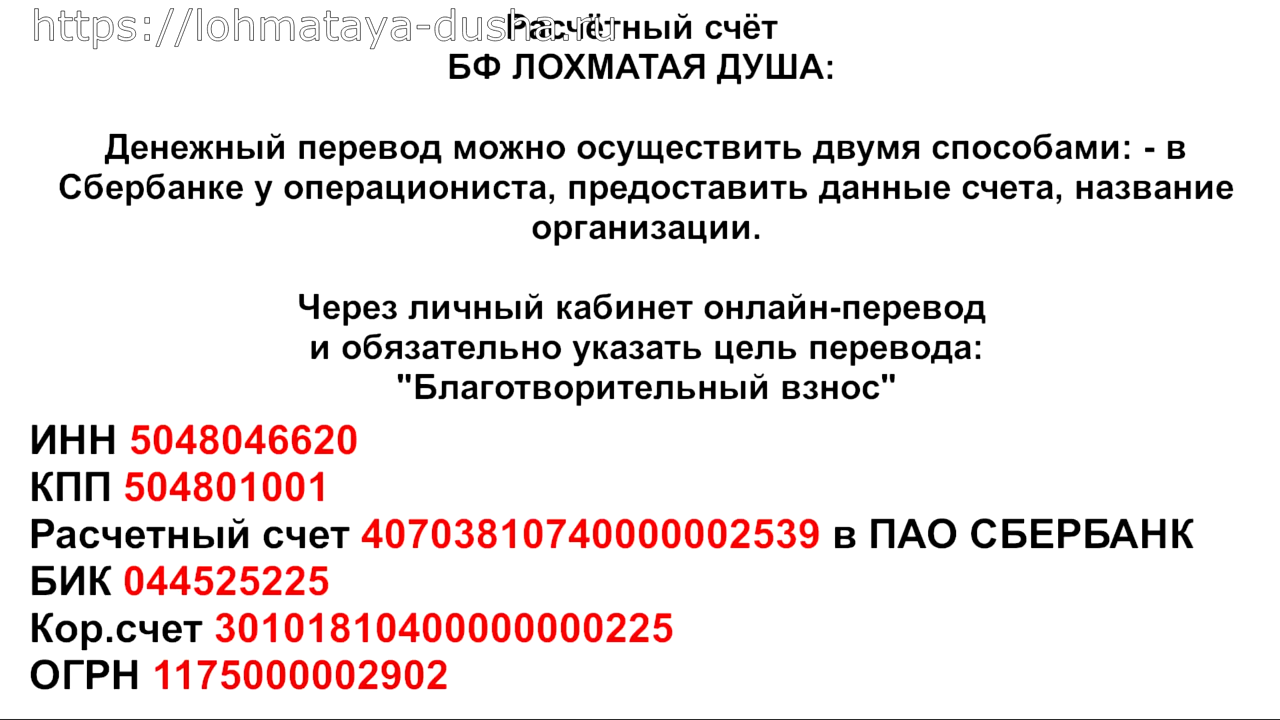 https://lohmataya-dusha.ru
Расчётный счёт
БФ ЛОХМАТАЯ ДУША:
Денежный перевод можно осуществить двумя способами: - в
Сбербанке у операциониста, предоставить данные счета, название
организации.
Через личный кабинет онлайн-перевод
и обязательно указать цель перевода:
"Благотворительный взнос"
ИНН 5048046620
КПП 504801001
Расчетный счет 40703810740000002539 в ПАО СБЕРБАНК
БИК 044525225
Кор.счет 30101810400000000225
ОГРН 1175000002902